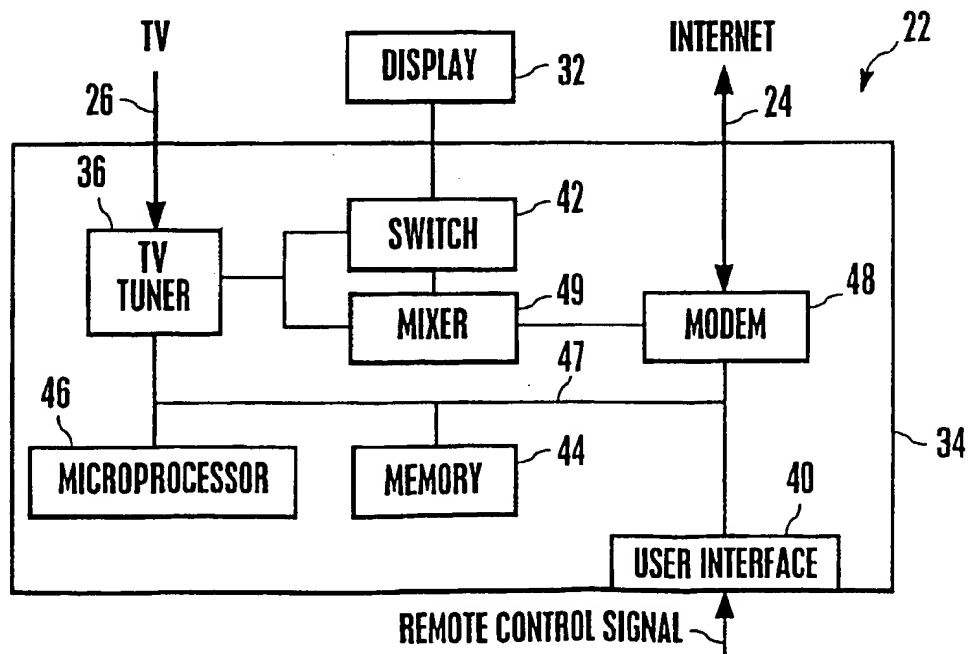 TV
DISPLAY
INTERNET
22
32
26
24
36
42
TV
TUNER
SWITCH
49
48
MIXER
MODEM
47
46
44
34
MICROPROCESSOR
MEMORY
40
USER INTERFACE
REMOTE CONTROL SIGNAL